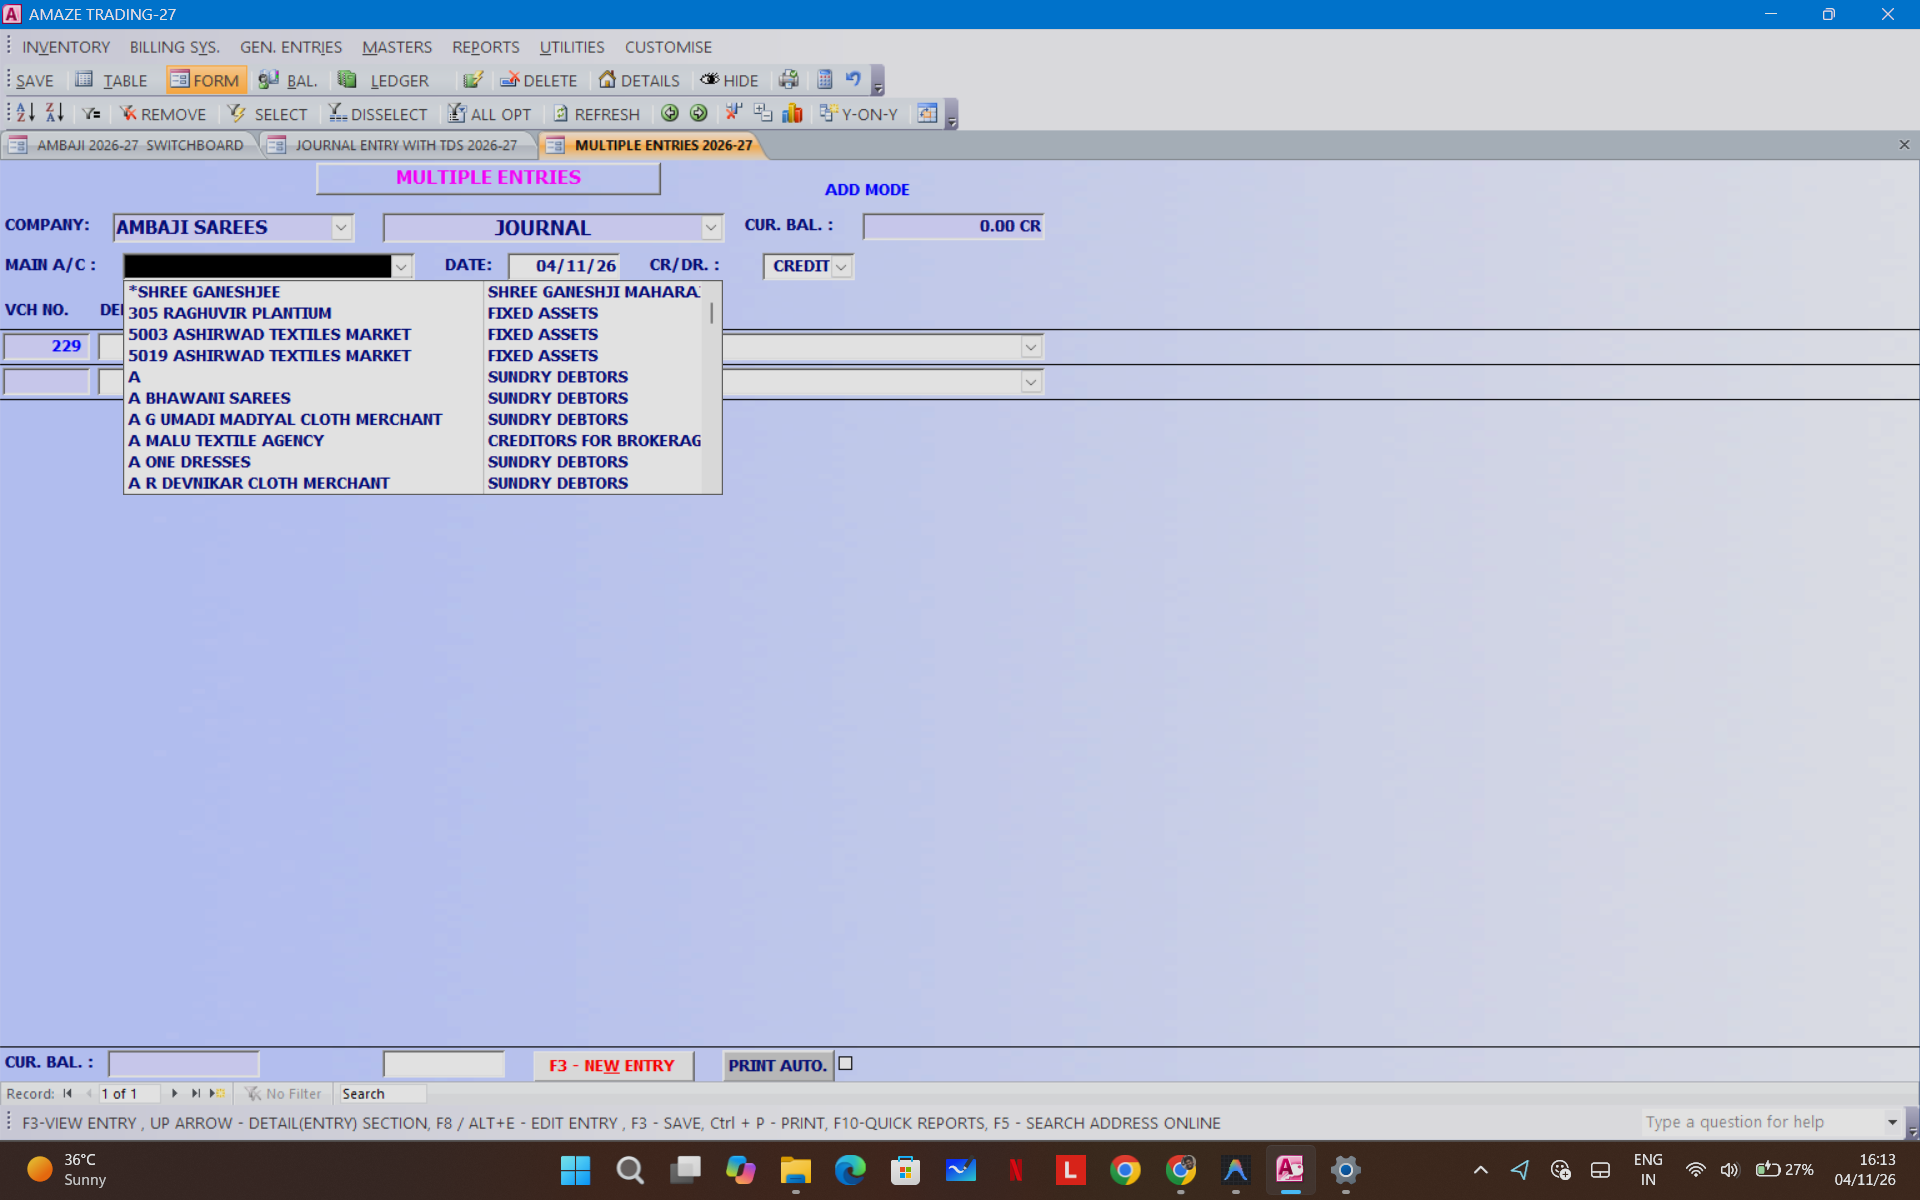 AMAZE TRADING-27
INVENTORY BILLING SYS. GEN. ENTRIES MASTERS REPORTS UTILITIES CUSTOMISE
SAVE TABLE FORM BAL. LEDGER DELETE DETAILS HIDE
REMOVE SELECT DISSELECT ALL OPT REFRESH Y-ON-Y
AMBAJI 2026-27 SWITCHBOARD JOURNAL ENTRY WITH TDS 2026-27 MULTIPLE ENTRIES 2026-27
MULTIPLE ENTRIES
ADD MODE
COMPANY: AMBAJI SAREES JOURNAL CUR. BAL. : 0.00 CR
MAIN A/C : DATE: 04/11/26 CR/DR. : CREDIT
*SHREE GANESHJEE SHREE GANESHJI MAHARA
VCH NO.
305 RAGHUVIR PLANTIUM FIXED ASSETS
5003 ASHIRWAD TEXTILES MARKET FIXED ASSETS
229
5019 ASHIRWAD TEXTILES MARKET FIXED ASSETS
A SUNDRY DEBTORS
A BHAWANI SAREES SUNDRY DEBTORS
A G UMADI MADIYAL CLOTH MERCHANT SUNDRY DEBTORS
A MALU TEXTILE AGENCY CREDITORS FOR BROKERAG
A ONE DRESSES SUNDRY DEBTORS
A R DEVNIKAR CLOTH MERCHANT SUNDRY DEBTORS
CUR. BAL. : F3 - NEW ENTRY PRINT AUTO.
Record: 1 of 1 No Filter Search
F3-VIEW ENTRY , UP ARROW - DETAIL(ENTRY) SECTION, F8 / ALT+E - EDIT ENTRY , F3 - SAVE, Ctrl + P - PRINT, F10-QUICK REPORTS, F5 - SEARCH ADDRESS ONLINE Type a question for help
36°C
Sunny
ENG
IN
27%
16:13
04/11/26